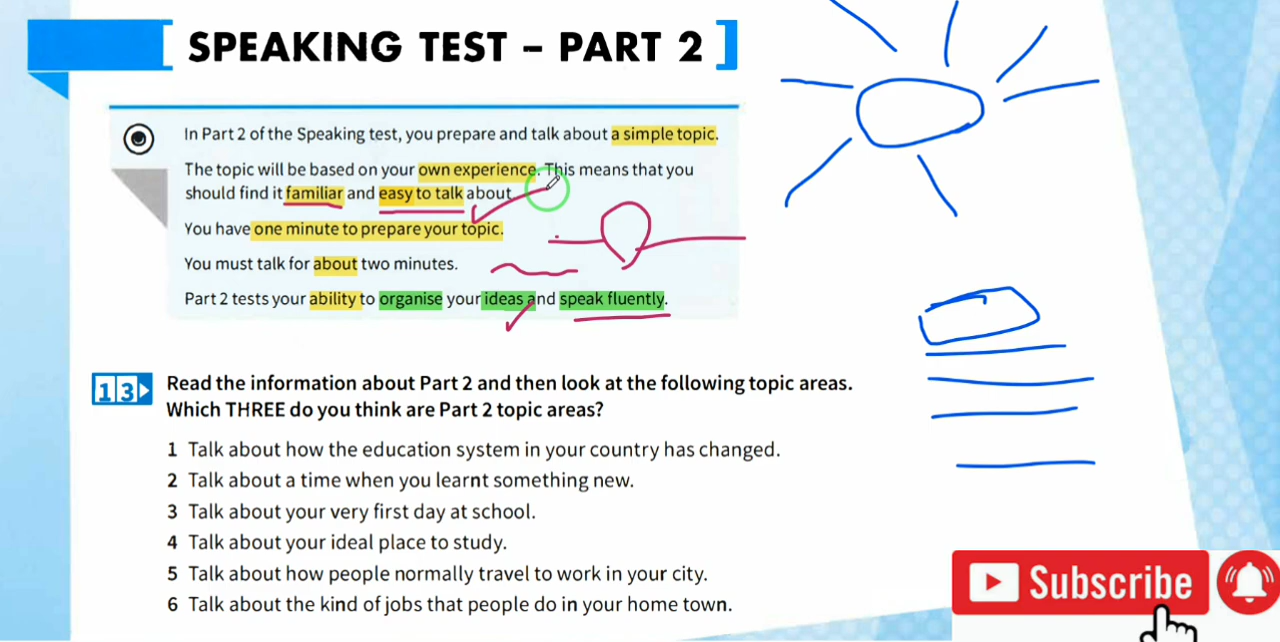 [ SPEAKING TEST – PART 2 ]
In Part 2 of the Speaking test, you prepare and talk about a simple topic.
The topic will be based on your own experience. This means that you
should find it familiar and easy to talk about
You have one minute to prepare your topic.
You must talk for about two minutes.
Part 2 tests your ability to organise your ideas and speak fluently.
13 Read the information about Part 2 and then look at the following topic areas.
Which THREE do you think are Part 2 topic areas?
1 Talk about how the education system in your country has changed.
2 Talk about a time when you learnt something new.
3 Talk about your very first day at school.
4 Talk about your ideal place to study.
5 Talk about how people normally travel to work in your city.
6 Talk about the kind of jobs that people do in your home town.
Subscribe